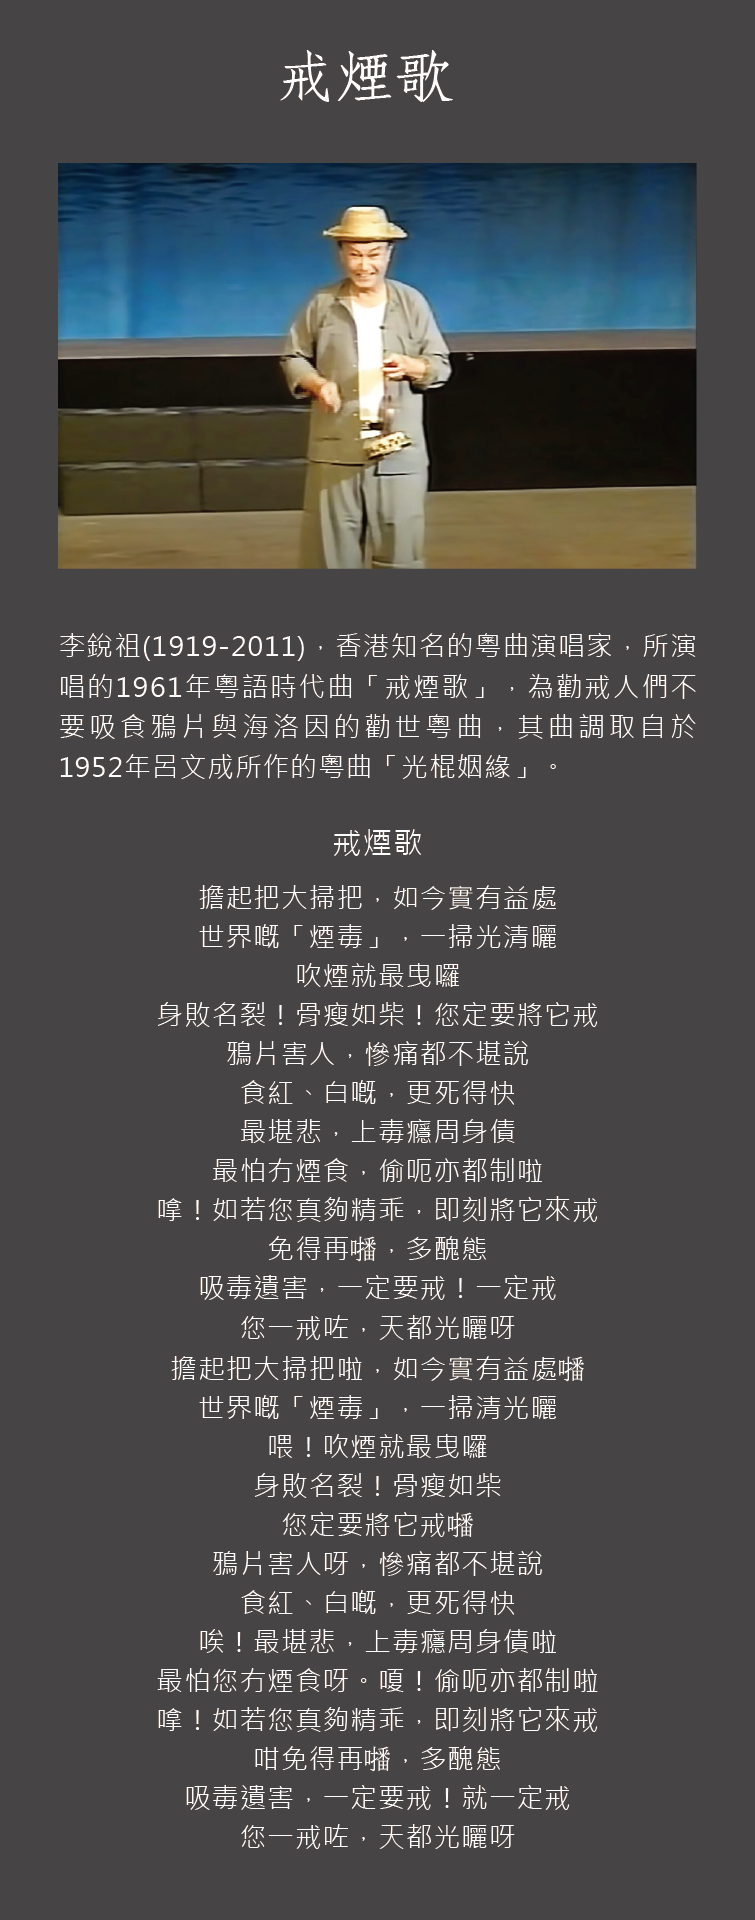 戒煙歌
李銳祖(1919-2011)，香港知名的粵曲演唱家，所演
唱的1961年粵語時代曲「戒煙歌」，為勸戒人們不
要吸食鴉片與海洛因的勸世粵曲，其曲調取自於
1952年呂文成所作的粵曲「光棍姻緣」。
戒煙歌
擔起把大掃把，如今實有益處
世界嘅「煙毒」，一掃光清曬
吹煙就最曳囉
身敗名裂！骨瘦如柴！您定要將它戒
鴉片害人，慘痛都不堪說
食紅、白嘅，更死得快
最堪悲，上毒癮周身債
最怕冇煙食，偷呃亦都制啦
嗱！如若您真夠精乖，即刻將它來戒
免得再噃，多醜態
吸毒遺害，一定要戒！一定戒
您一戒咗，天都光曬呀
擔起把大掃把啦，如今實有益處噃
世界嘅「煙毒」，一掃清光曬
喂！吹煙就最曳囉
身敗名裂！骨瘦如柴
您定要將它戒噃
鴉片害人呀，慘痛都不堪說
食紅、白嘅，更死得快
唉！最堪悲，上毒癮周身債啦
最怕您冇煙食呀。嗄！偷呃亦都制啦
嗱！如若您真夠精乖，即刻將它來戒
咁免得再噃，多醜態
吸毒遺害，一定要戒！就一定戒
您一戒咗，天都光曬呀